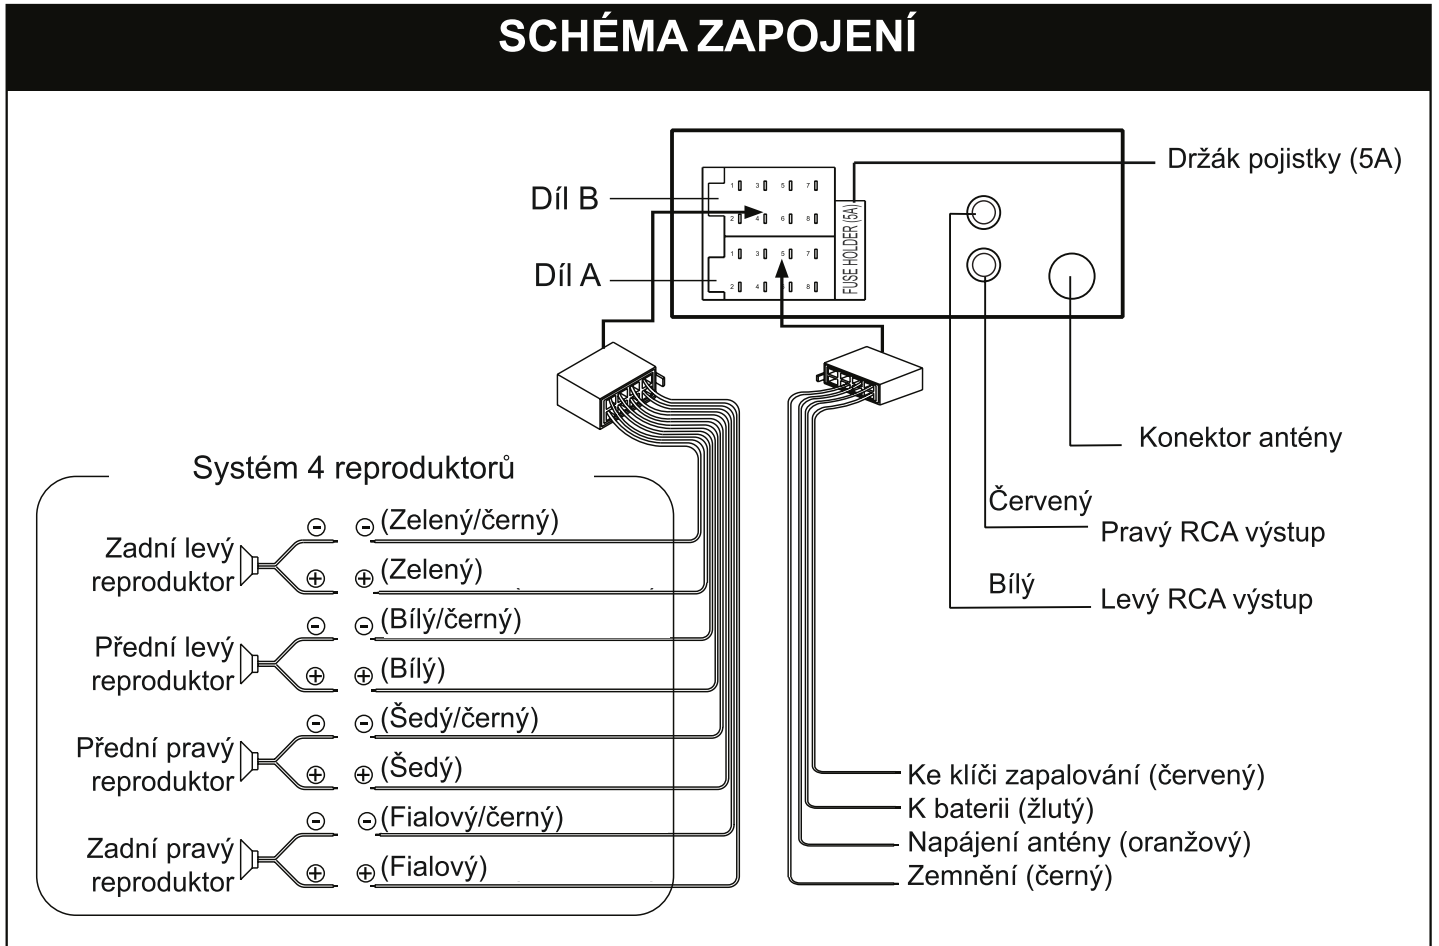 SCHÉMA ZAPOJENÍ
Držák pojistky (5A)
Díl B
1 3 5 7
2 4 6 8
Díl A
1 3 5 7
2 4 8
FUSE HOLDER (5A)
Konektor antény
Červený
Pravý RCA výstup
Bílý
Levý RCA výstup
Systém 4 reproduktorů
Zadní levý
reproduktor
(Zelený/černý)
(Zelený)
Přední levý
reproduktor
(Bílý/černý)
(Bílý)
Přední pravý
reproduktor
(Šedý/černý)
(Šedý)
Zadní pravý
reproduktor
(Fialový/černý)
(Fialový)
Ke klíči zapalování (červený)
K baterii (žlutý)
Napájení antény (oranžový)
Zemnění (černý)